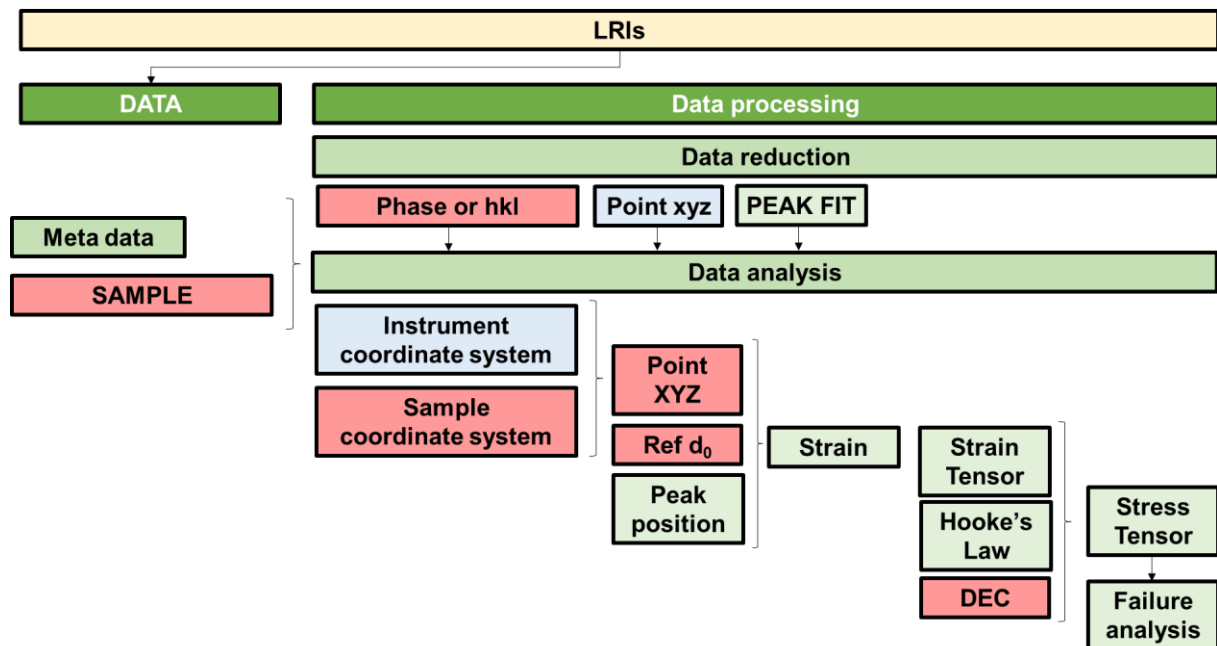 LRIs
DATA
Data processing
Data reduction
Phase or hkl
Point xyz
PEAK FIT
Meta data
SAMPLE
Data analysis
Instrument
coordinate system
Sample
coordinate system
Point
XYZ
Ref d₀
Peak
position
Strain
Strain
Tensor
Hooke's
Law
DEC
Stress
Tensor
Failure
analysis